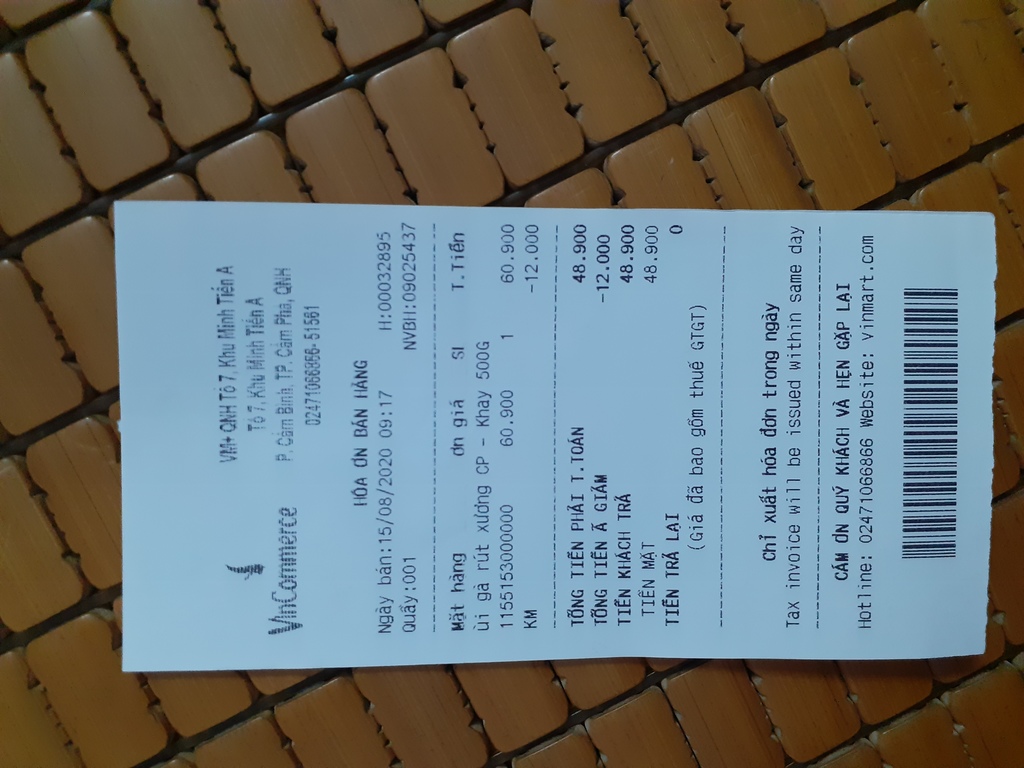 VinCommerce
VM+ QNH Tổ 7, Khu Minh Tiến A
Tổ 7, Khu Minh Tiến A
P. Cẩm Bình, TP. Cẩm Phả, QNH
02471066866-51561
HÓA ƠN BÁN HÀNG
Ngày bán:15/08/2020 09:17 H:00032895
Quầy:001 NVBH:09025437
Mặt hàng ơn giá Sl T.Tiền
ùi gà rút xương CP - Khay 500G
1155153000000 60.900 1 60.900
KM -12.000
TỔNG TIỀN PHẢI T.TOÁN 48.900
TỔNG TIỀN Ã GIẢM -12.000
TIỀN KHÁCH TRẢ 48.900
TIỀN MẶT 48.900
TIỀN TRẢ LẠI 0
(Giá đã bao gồm thuế GTGT)
Chỉ xuất hóa đơn trong ngày
Tax invoice will be issued within same day
CẢM ƠN QUÝ KHÁCH VÀ HẸN GẶP LẠI
Hotline: 02471066866 Website: vinmart.com